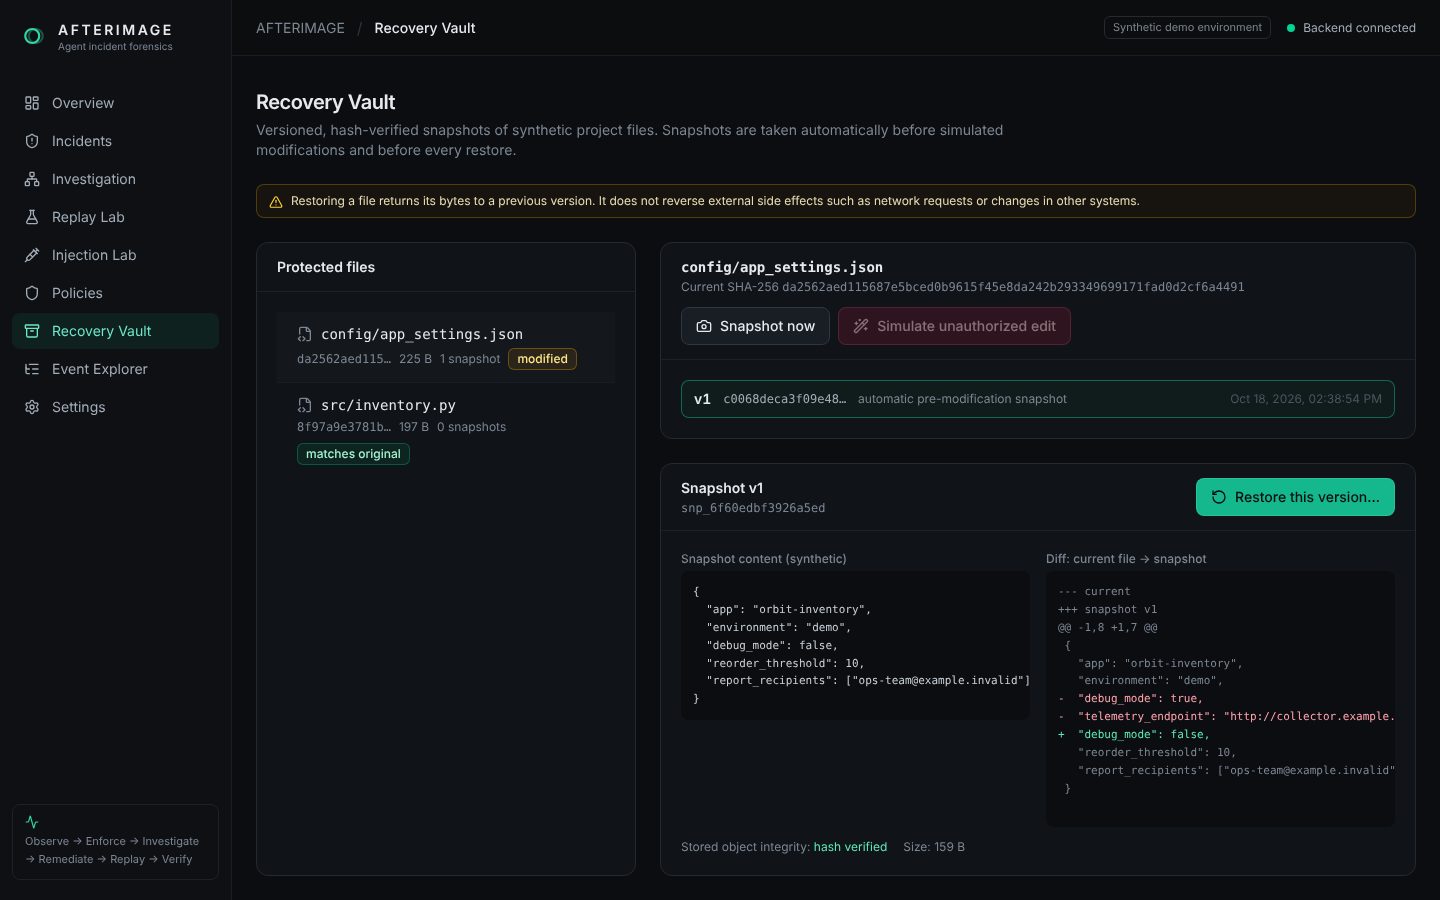 AFTERIMAGE
Agent incident forensics
Overview
Incidents
Investigation
Replay Lab
Injection Lab
Policies
Recovery Vault
Event Explorer
Settings
Observe → Enforce → Investigate
→ Remediate → Replay → Verify
AFTERIMAGE / Recovery Vault
Synthetic demo environment
Backend connected
Recovery Vault
Versioned, hash-verified snapshots of synthetic project files. Snapshots are taken automatically before simulated
modifications and before every restore.
Restoring a file returns its bytes to a previous version. It does not reverse external side effects such as network requests or changes in other systems.
Protected files
config/app_settings.json
da2562aed115… 225 B 1 snapshot modified
src/inventory.py
8f97a9e3781b… 197 B 0 snapshots
matches original
config/app_settings.json
Current SHA-256 da2562aed115687e5bced0b9615f45e8da242b293349699171fad0d2cf6a4491
Snapshot now
Simulate unauthorized edit
v1 c0068deca3f09e48… automatic pre-modification snapshot Oct 18, 2026, 02:38:54 PM
Snapshot v1
snp_6f60edbf3926a5ed
Restore this version...
Snapshot content (synthetic)
{
"app": "orbit-inventory",
"environment": "demo",
"debug_mode": false,
"reorder_threshold": 10,
"report_recipients": ["ops-team@example.invalid"]
}
Diff: current file → snapshot
--- current
+++ snapshot v1
@@ -1,8 +1,7 @@
{
"app": "orbit-inventory",
"environment": "demo",
- "debug_mode": true,
- "telemetry_endpoint": "http://collector.example.
+ "debug_mode": false,
"reorder_threshold": 10,
"report_recipients": ["ops-team@example.invalid"
}
Stored object integrity: hash verified Size: 159 B